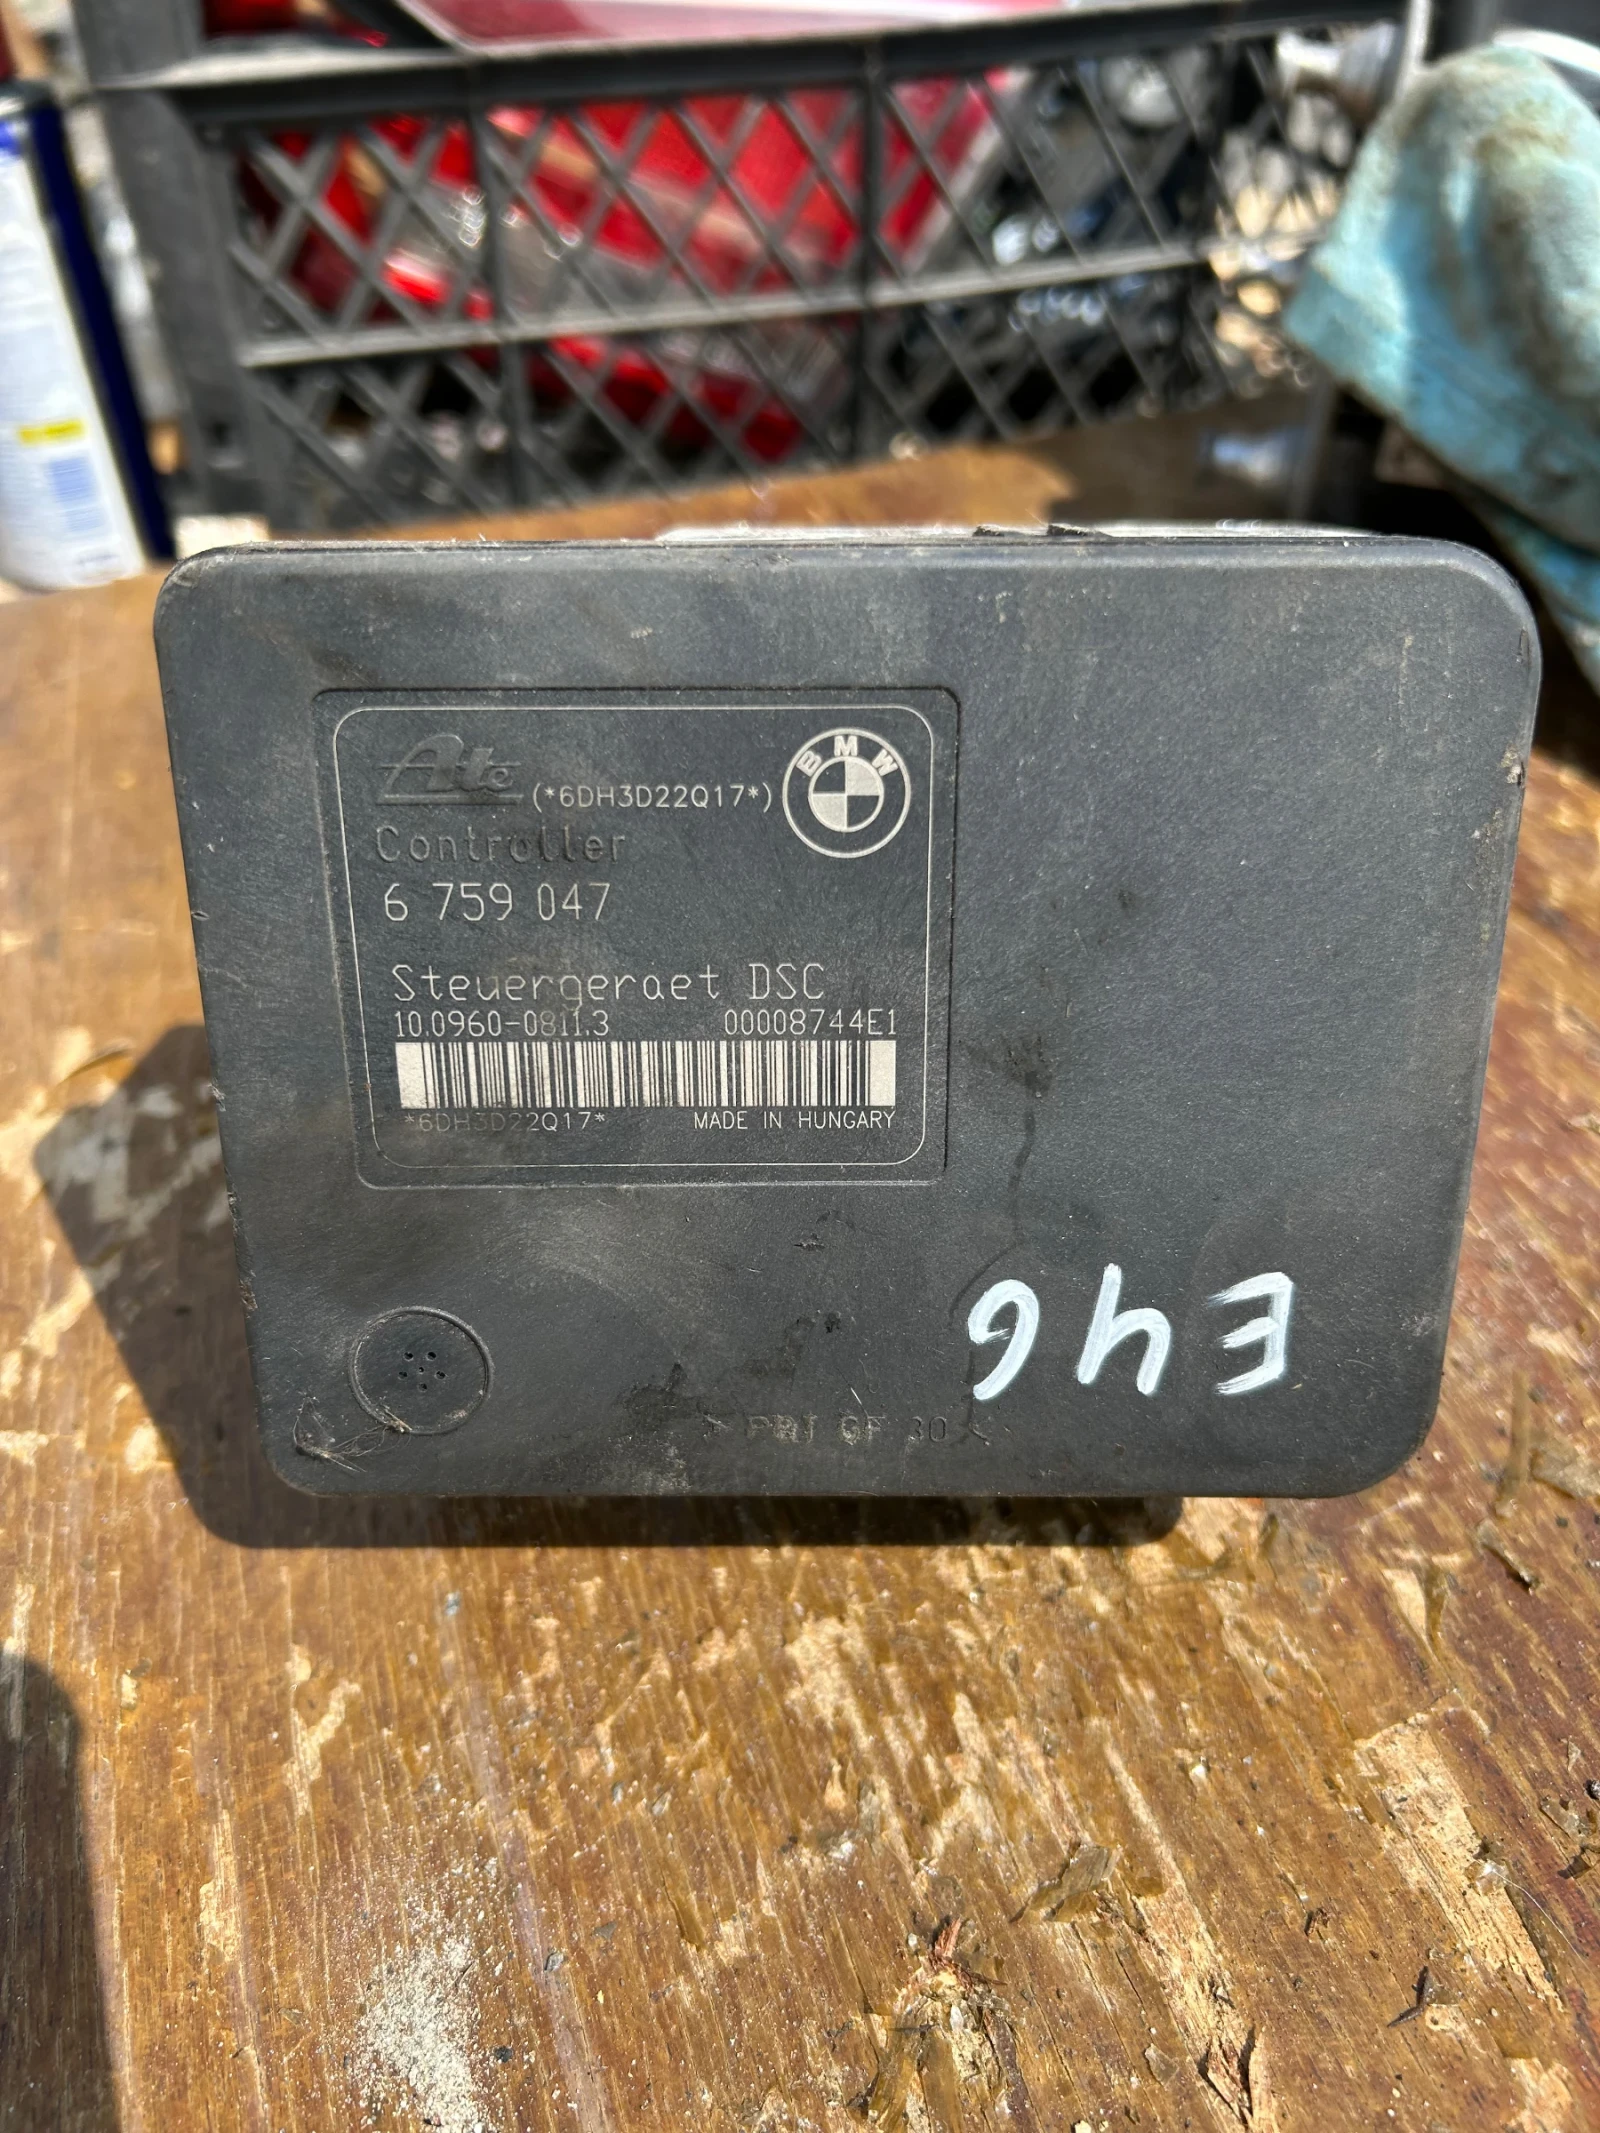 Ate (*6DH3D22Q17*) BMW
Controller
6 759 047
Steuergeraet DSC
10.0960-0811.3 00008744E1
*6DH3D22Q17* MADE IN HUNGARY
E46
30 <